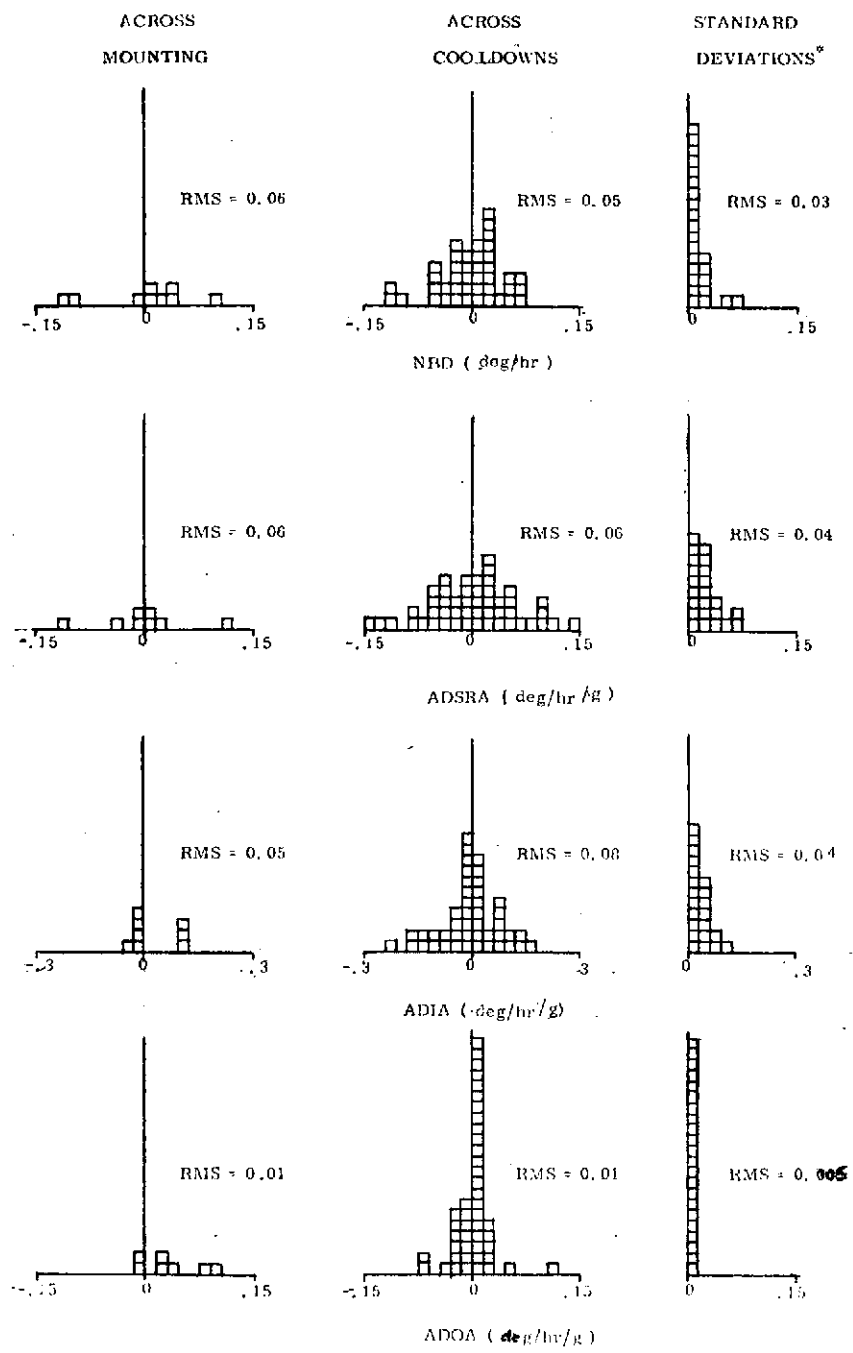 ACROSS ACROSS STANDARD
MOUNTING COOLDOWNS DEVIATIONS*
RMS = 0.06 RMS = 0.05 RMS = 0.03
-.15 0 .15 -.15 0 .15 0 .15
NBD ( deg/hr )
RMS = 0.06 RMS = 0.06 RMS = 0.04
-.15 0 .15 -.15 0 .15 0 .15
ADSRA ( deg/hr/g )
RMS = 0.05 RMS = 0.08 RMS = 0.04
-.3 0 .3 -.3 0 .3 0 .3
ADIA ( deg/hr/g)
RMS = 0.01 RMS = 0.01 RMS = 0.005
-.15 0 .15 -.15 0 .15 0 .15
ADOA ( deg/hr/g )